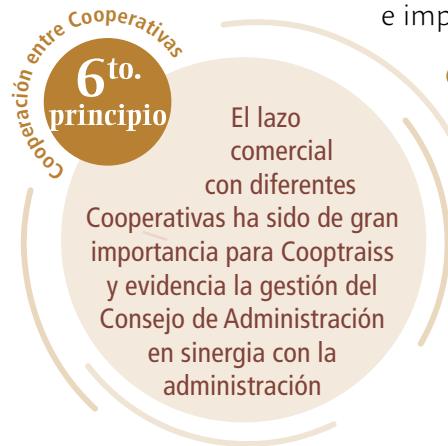 Cooperación entre Cooperativas
6to.
principio
e imp
El lazo
comercial
con diferentes
Cooperativas ha sido de gran
importancia para Cooptraiss
y evidencia la gestión del
Consejo de Administración
en sinergia con la
administración